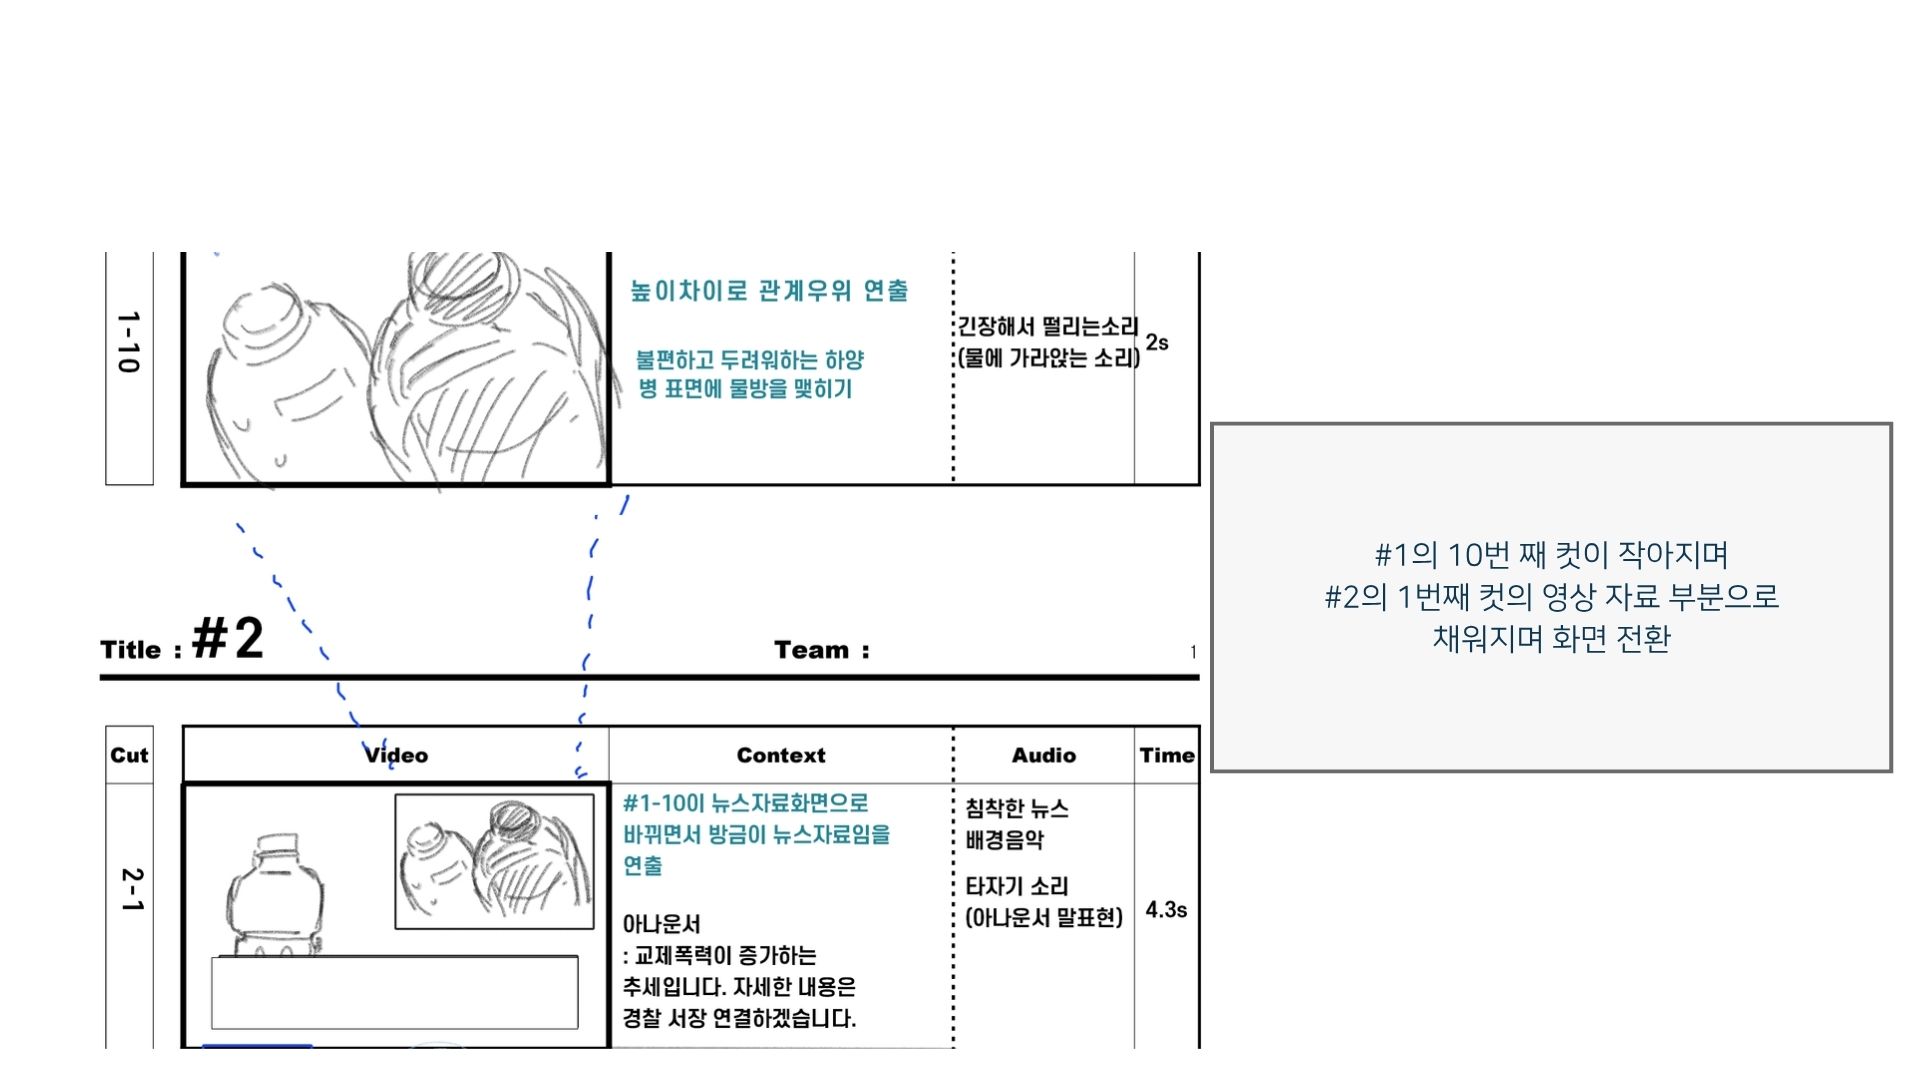 1-10
높이차이로 관계우위 연출
불편하고 두려워하는 하양
병 표면에 물방을 맺히기
긴장해서 떨리는소리
(물에 가라앉는 소리)
2s
#1의 10번 째 컷이 작아지며
#2의 1번째 컷의 영상 자료 부분으로
채워지며 화면 전환
Title : #2
Team :
1
Cut
Video
Context
Audio
Time
2-1
#1-10이 뉴스자료화면으로
바뀌면서 방금이 뉴스자료임을
연출
아나운서
: 교제폭력이 증가하는
추세입니다. 자세한 내용은
경찰 서장 연결하겠습니다.
침착한 뉴스
배경음악
타자기 소리
(아나운서 말표현)
4.3s